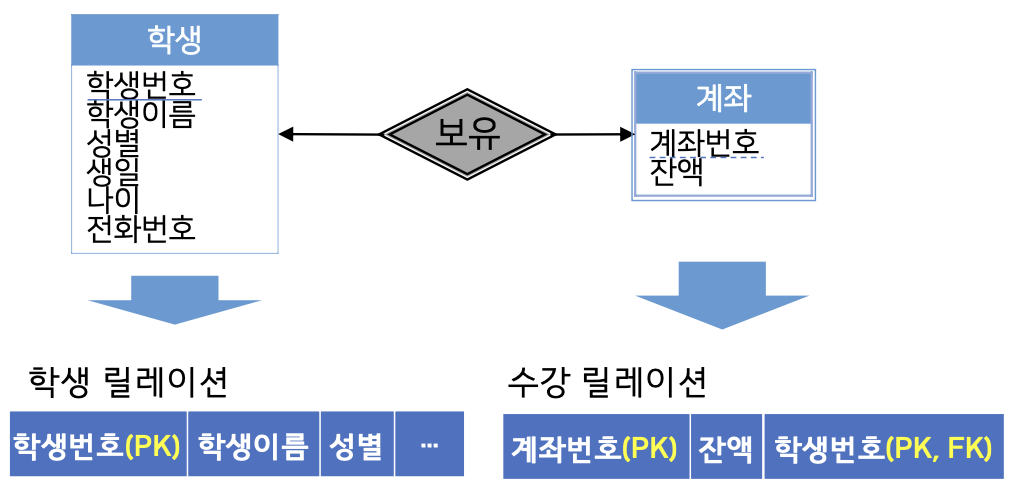 학생
학생번호
학생이름
성별
생일
나이
전화번호
보유
계좌
계좌번호
잔액
학생 릴레이션
학생번호(PK) 학생이름 성별 ...
수강 릴레이션
계좌번호(PK) 잔액 학생번호(PK, FK)